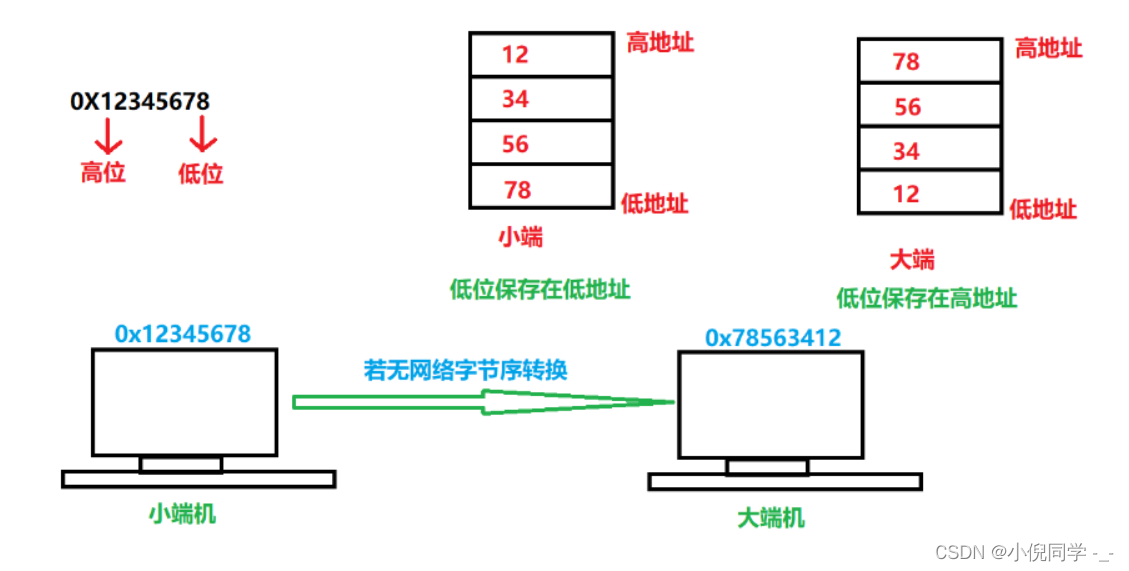 0X12345678
高位
低位
12
34
56
78
高地址
低地址
小端
低位保存在低地址
78
56
34
12
高地址
低地址
大端
低位保存在高地址
0x12345678
若无网络字节序转换
0x78563412
小端机
大端机
CSDN @小倪同学 -_-